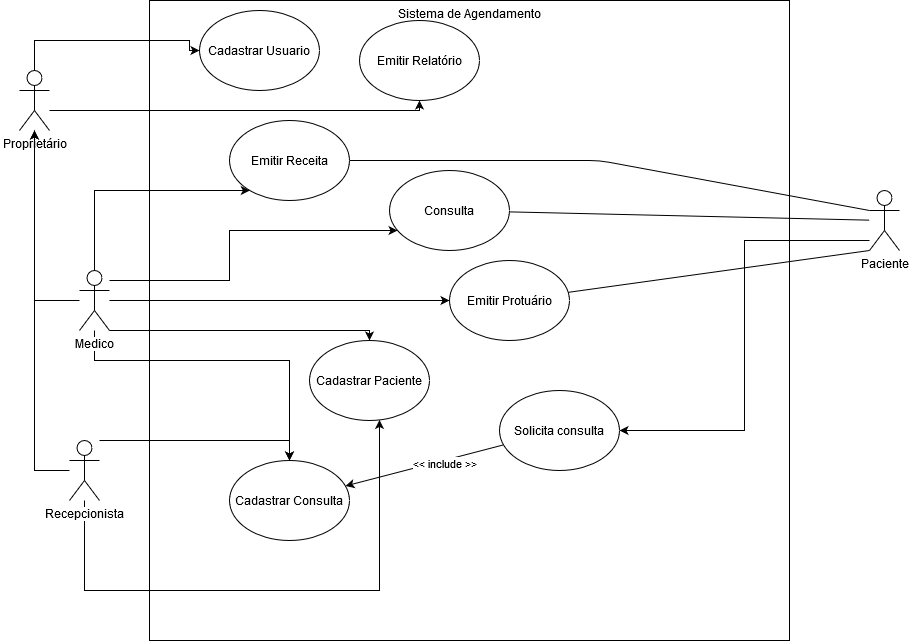 Sistema de Agendamento
Cadastrar Usuario
Emitir Relatório
Proprietário
Emitir Receita
Consulta
Paciente
Emitir Protuário
Medico
Cadastrar Paciente
Solicita consulta
<< include >>
Cadastrar Consulta
Recepcionista